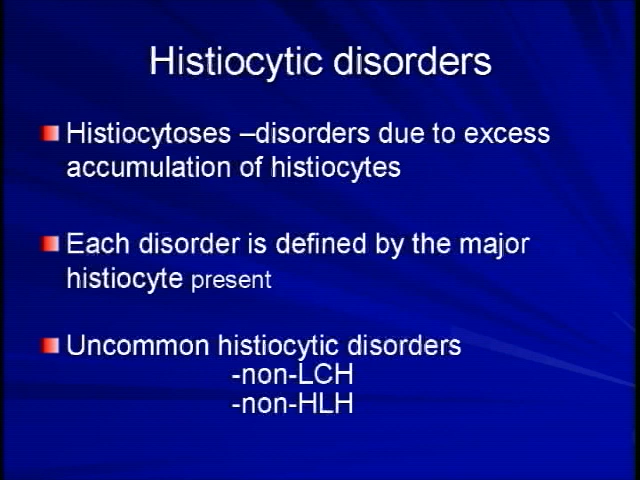 Histiocytic disorders
Histiocytoses –disorders due to excess
accumulation of histiocytes
Each disorder is defined by the major
histiocyte present
Uncommon histiocytic disorders
-non-LCH
-non-HLH